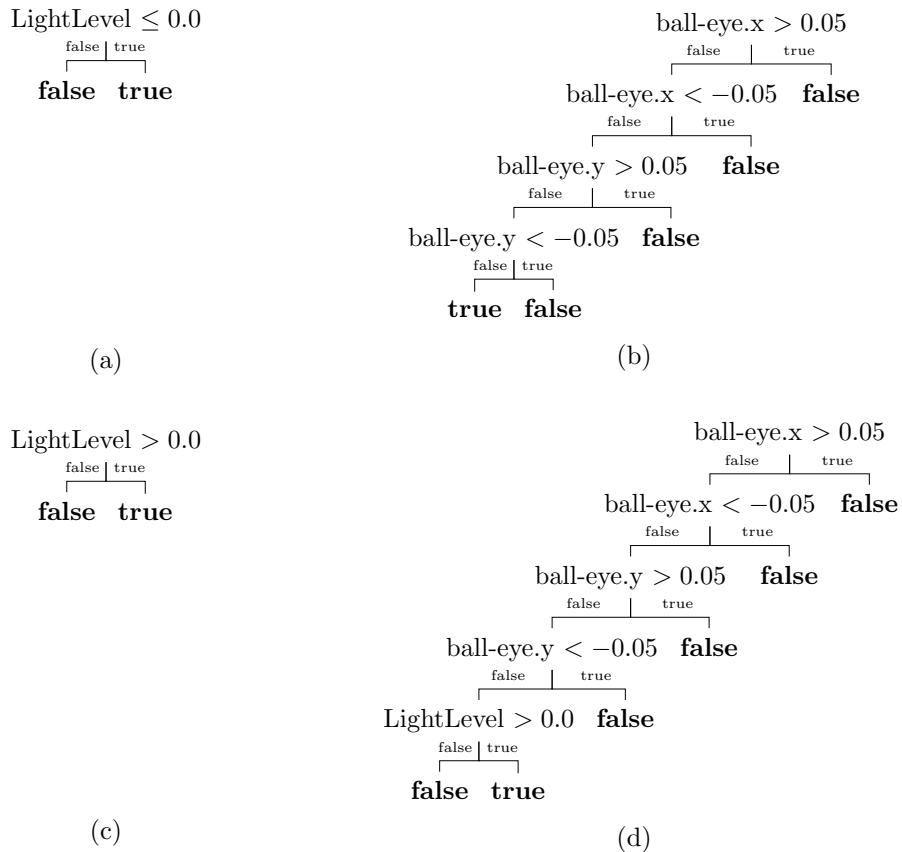 LightLevel ≤ 0.0
false true
false true
(a)
ball-eye.x > 0.05
false true
ball-eye.x < −0.05 false
false true
ball-eye.y > 0.05 false
false true
ball-eye.y < −0.05 false
false true
true false
(b)
LightLevel > 0.0
false true
false true
(c)
ball-eye.x > 0.05
false true
ball-eye.x < −0.05 false
false true
ball-eye.y > 0.05 false
false true
ball-eye.y < −0.05 false
false true
LightLevel > 0.0 false
false true
false true
(d)